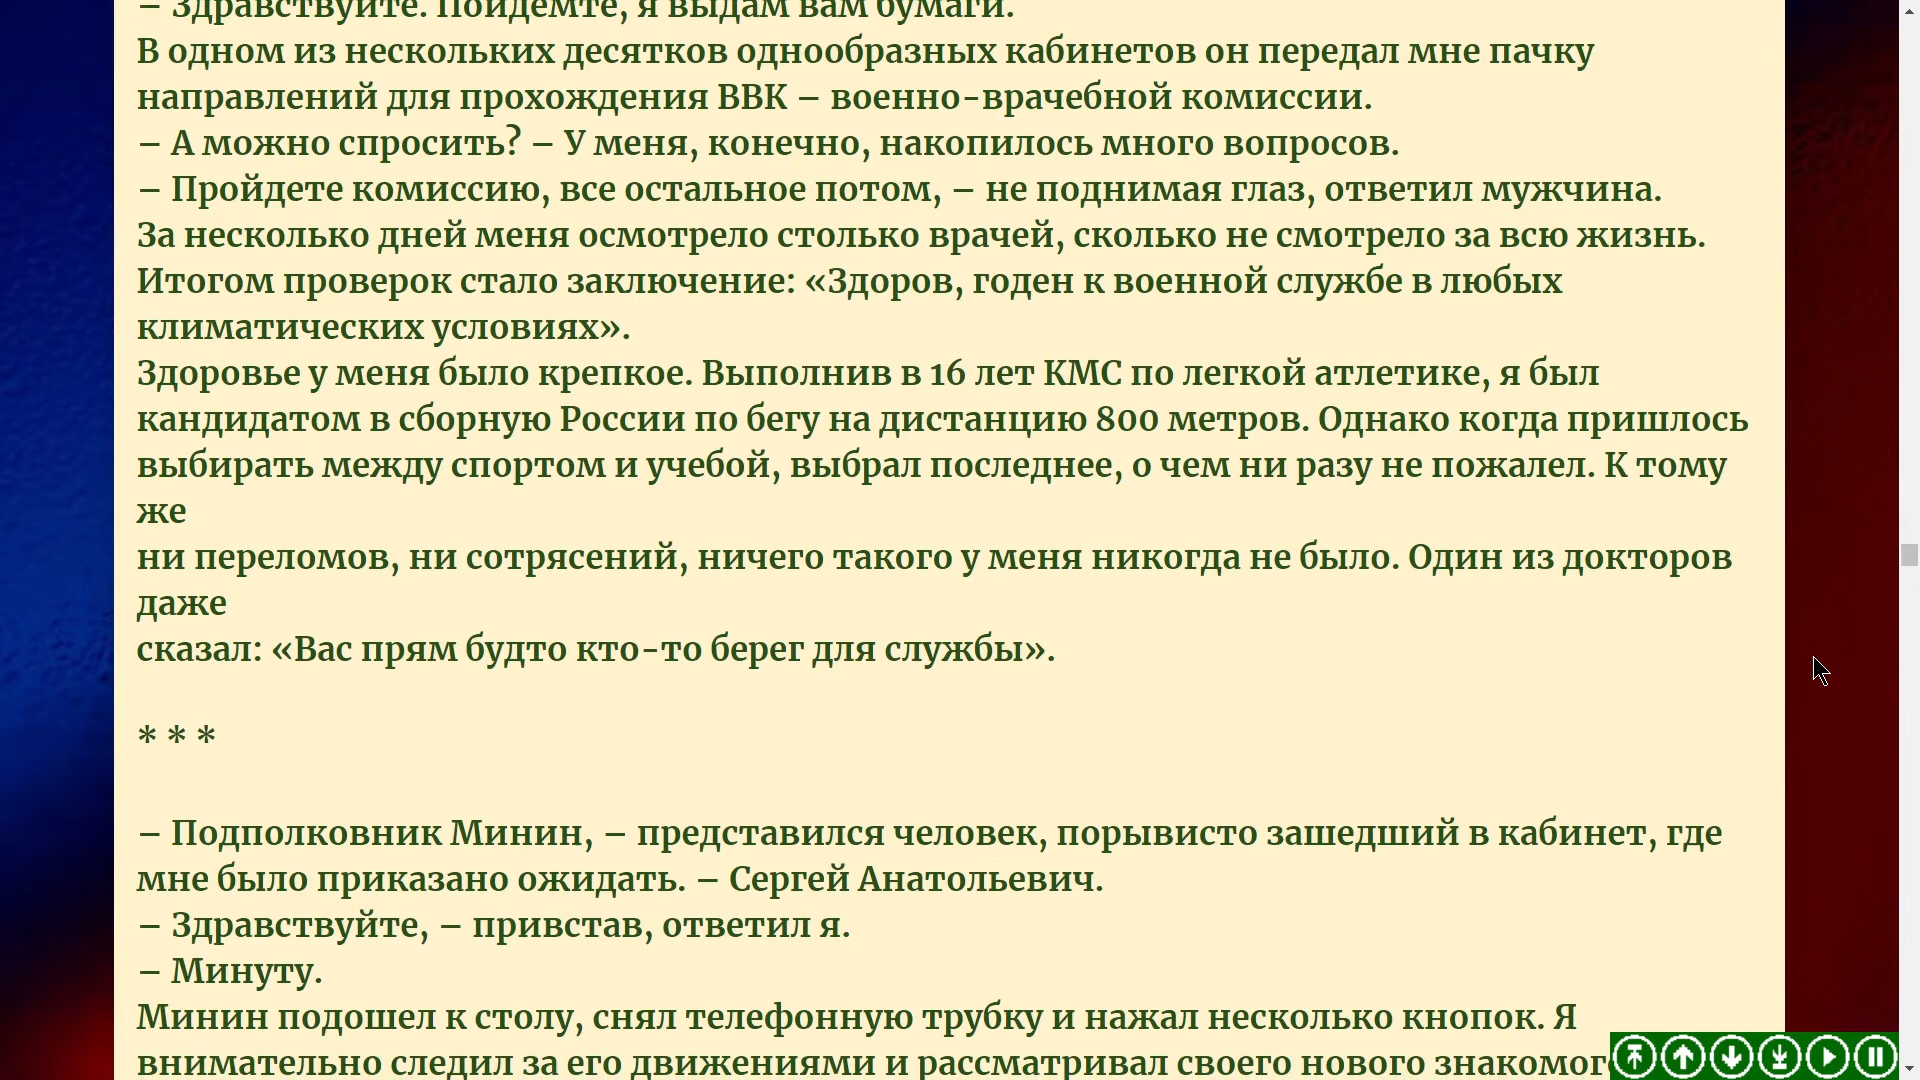 – Здравствуйте. Пойдемте, я выдам вам бумаги.
В одном из нескольких десятков однообразных кабинетов он передал мне пачку
направлений для прохождения ВВК – военно-врачебной комиссии.
– А можно спросить? – У меня, конечно, накопилось много вопросов.
– Пройдете комиссию, все остальное потом, – не поднимая глаз, ответил мужчина.
За несколько дней меня осмотрело столько врачей, сколько не смотрело за всю жизнь.
Итогом проверок стало заключение: «Здоров, годен к военной службе в любых
климатических условиях».
Здоровье у меня было крепкое. Выполнив в 16 лет КМС по легкой атлетике, я был
кандидатом в сборную России по бегу на дистанцию 800 метров. Однако когда пришлось
выбирать между спортом и учебой, выбрал последнее, о чем ни разу не пожалел. К тому
же
ни переломов, ни сотрясений, ничего такого у меня никогда не было. Один из докторов
даже
сказал: «Вас прям будто кто-то берег для службы».
* * *
– Подполковник Минин, – представился человек, порывисто зашедший в кабинет, где
мне было приказано ожидать. – Сергей Анатольевич.
– Здравствуйте, – привстав, ответил я.
– Минуту.
Минин подошел к столу, снял телефонную трубку и нажал несколько кнопок. Я
внимательно следил за его движениями и рассматривал своего нового знакомого